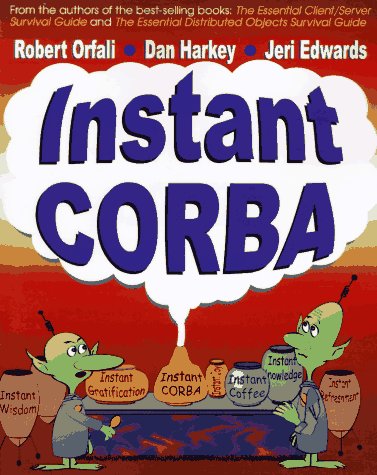 From the authors of the best-selling books: The Essential Client/Server
Survival Guide and The Essential Distributed Objects Survival Guide
Robert Orfali • Dan Harkey • Jeri Edwards
Instant
CORBA
Instant
Wisdom
Instant
Gratification
Instant
CORBA
Instant Joy
Instant
Coffee
Instant
Knowledge
Instant
Refreshment